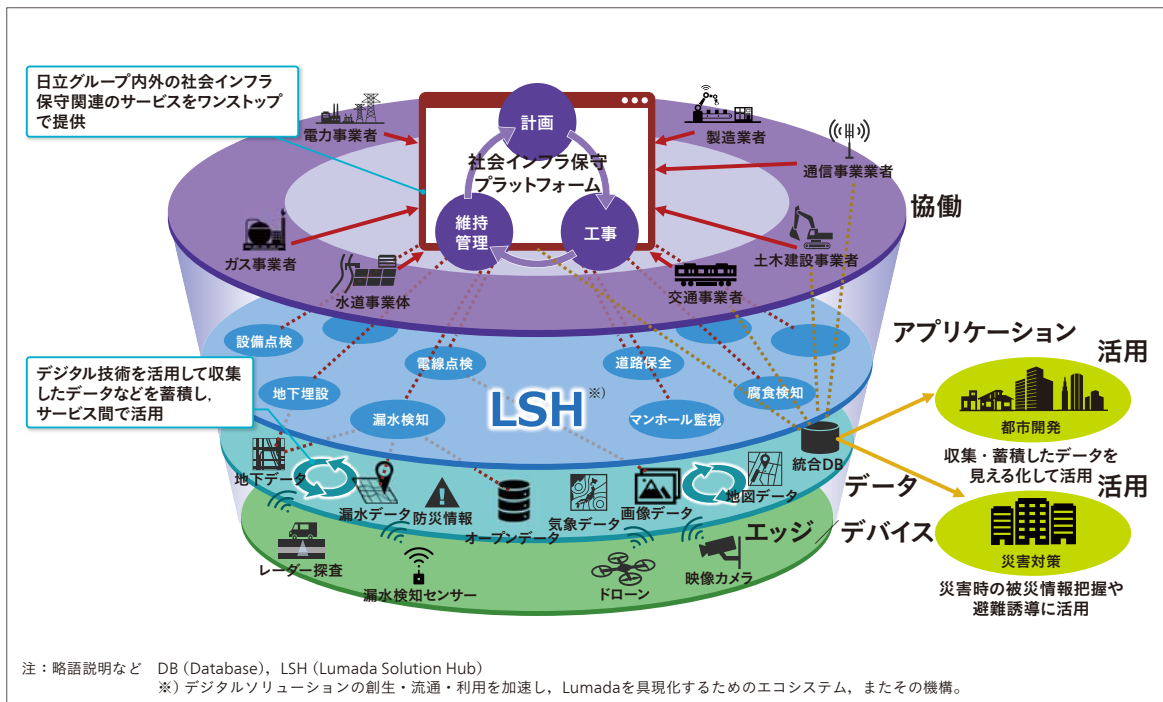 日立グループ内外の社会インフラ
保守関連のサービスをワンストップ
で提供
電力事業者
計画
製造業者
通信事業業者
社会インフラ保守
プラットフォーム
協働
維持
管理
工事
ガス事業者
土木建設事業者
水道事業体
交通事業者
アプリケーション
設備点検
電線点検
道路保全
活用
デジタル技術を活用して収集
したデータなどを蓄積し,
サービス間で活用
地下埋設
腐食検知
LSH※)
漏水検知
マンホール監視
都市開発
統合DB
収集・蓄積したデータを
見える化して活用
地下データ
データ
活用
漏水データ
防災情報
オープンデータ
気象データ
画像データ
地図データ
エッジ/デバイス
レーダー探査
漏水検知センサー
ドローン
映像カメラ
災害対策
災害時の被災情報把握や
避難誘導に活用
注:略語説明など DB(Database),LSH(Lumada Solution Hub)
※)デジタルソリューションの創生・流通・利用を加速し,Lumadaを具現化するためのエコシステム,またその機構。